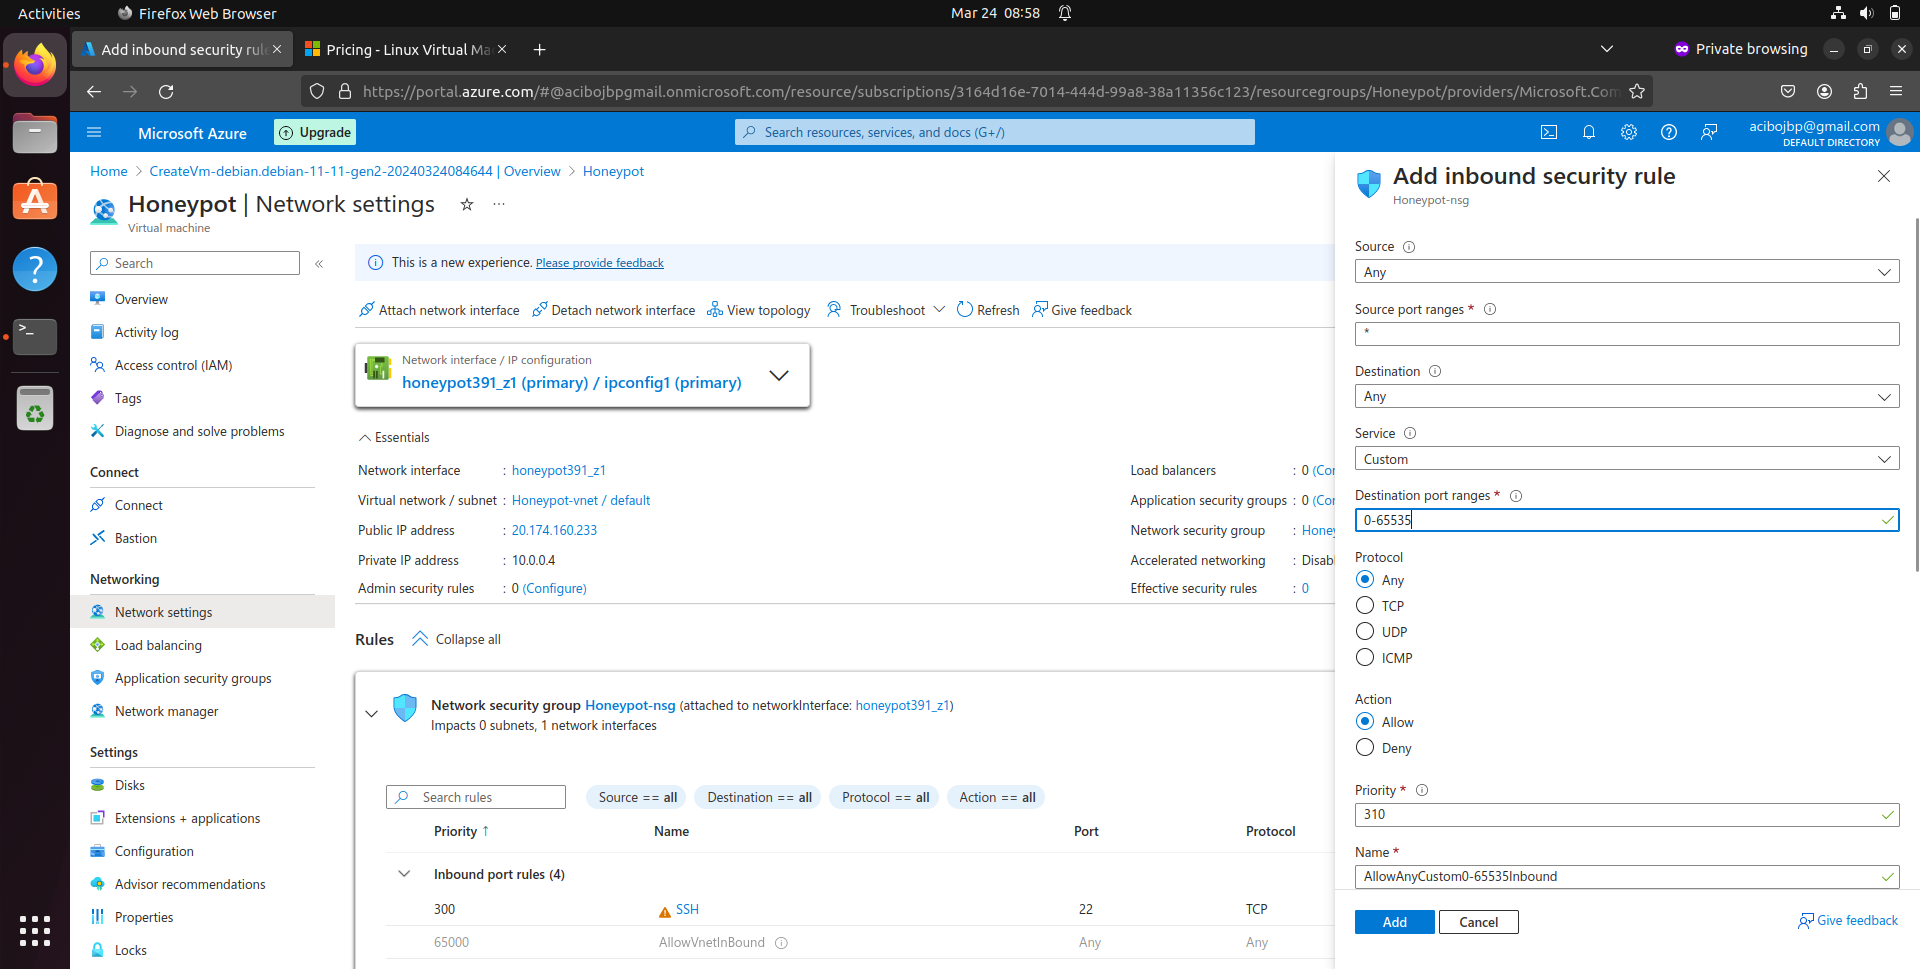 Activities
Firefox Web Browser
Mar 24 08:58
Add inbound security rul
Pricing - Linux Virtual Ma
Private browsing
https://portal.azure.com/#@acibojbpgmail.onmicrosoft.com/resource/subscriptions/3164d16e-7014-444d-99a8-38a11356c123/resourcegroups/Honeypot/providers/Microsoft.Com
Microsoft Azure
Upgrade
Search resources, services, and docs (G+/)
acibojbp@gmail.com
DEFAULT DIRECTORY
Home > CreateVm-debian.debian-11-11-gen2-20240324084644 | Overview > Honeypot
Honeypot | Network settings
Virtual machine
Search
Overview
Activity log
Access control (IAM)
Tags
Diagnose and solve problems
Connect
Connect
Bastion
Networking
Network settings
Load balancing
Application security groups
Network manager
Settings
Disks
Extensions + applications
Configuration
Advisor recommendations
Properties
Locks
This is a new experience. Please provide feedback
Attach network interface
Detach network interface
View topology
Troubleshoot
Refresh
Give feedback
Network interface / IP configuration
honeypot391_z1 (primary) / ipconfig1 (primary)
Essentials
Network interface : honeypot391_z1
Virtual network / subnet : Honeypot-vnet / default
Public IP address : 20.174.160.233
Private IP address : 10.0.0.4
Admin security rules : 0 (Configure)
Load balancers : 0 (Con
Application security groups : 0 (Con
Network security group : Honey
Accelerated networking : Disab
Effective security rules : 0
Rules
Collapse all
Network security group Honeypot-nsg (attached to networkInterface: honeypot391_z1)
Impacts 0 subnets, 1 network interfaces
Search rules
Source == all
Destination == all
Protocol == all
Action == all
Priority ↑ Name Port Protocol
Inbound port rules (4)
300 SSH 22 TCP
65000 AllowVnetInBound Any Any
Add inbound security rule
Honeypot-nsg
Source
Any
Source port ranges *
*
Destination
Any
Service
Custom
Destination port ranges *
0-65535
Protocol
Any
TCP
UDP
ICMP
Action
Allow
Deny
Priority *
310
Name *
AllowAnyCustom0-65535Inbound
Add
Cancel
Give feedback